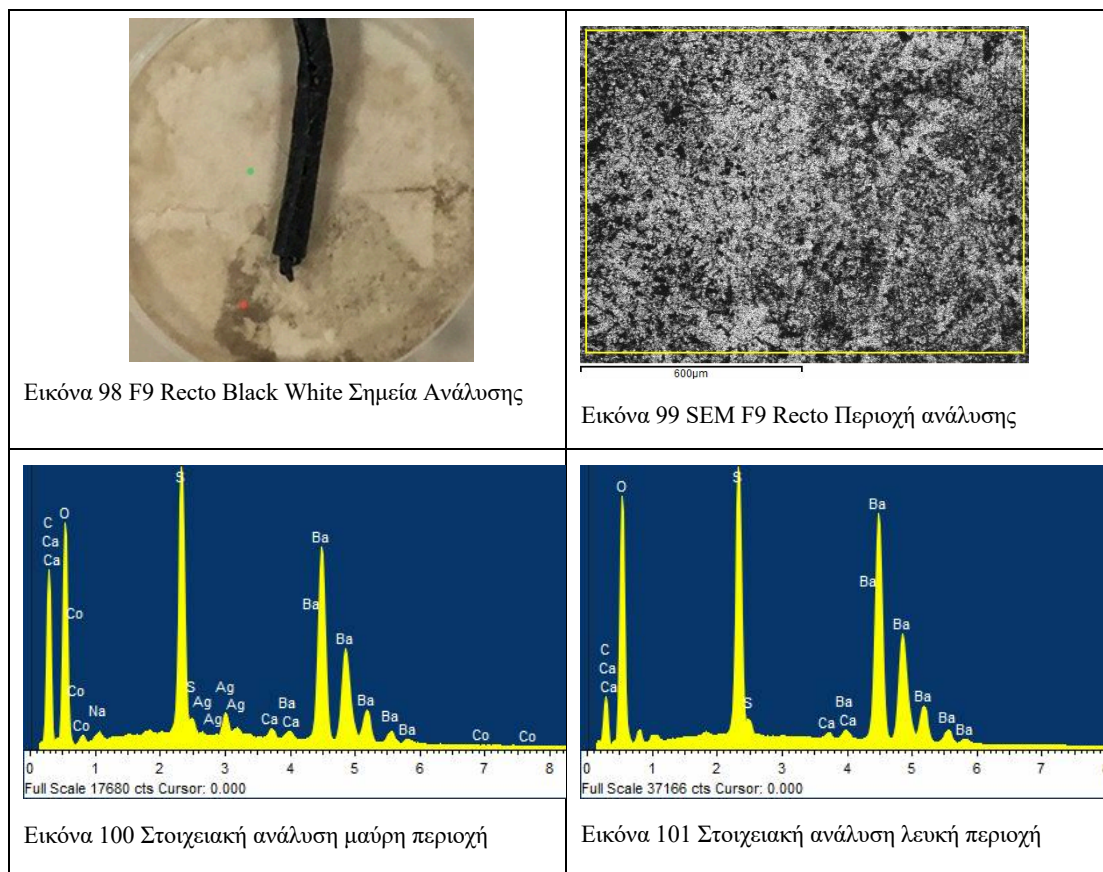 Εικόνα 98 F9 Recto Black White Σημεία Ανάλυσης
600μm
Εικόνα 99 SEM F9 Recto Περιοχή ανάλυσης
S
C
O
Ca
Ca
Ba
Ba
Co
Ba
S
Ag
Ag
Ag
Ag
Co
Na
Co
Ca
Ba
Ca
Ba
Ba
Ba
Co
Co
0 1 2 3 4 5 6 7 8
Full Scale 17680 cts Cursor: 0.000
Εικόνα 100 Στοιχειακή ανάλυση μαύρη περιοχή
S
O
Ba
Ba
C
Ca
Ca
Ba
S
Ca
Ba
Ca
Ba
Ba
Ba
0 1 2 3 4 5 6 7
Full Scale 37166 cts Cursor: 0.000
Εικόνα 101 Στοιχειακή ανάλυση λευκή περιοχή